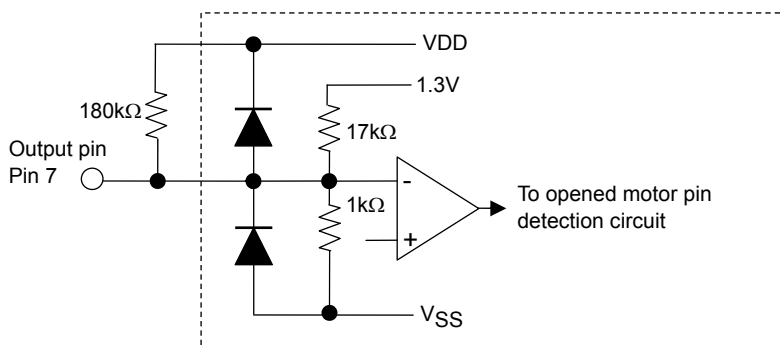 VDD
1.3V
180kΩ
17kΩ
Output pin
Pin 7
-
1kΩ
To opened motor pin
detection circuit
+
VSS